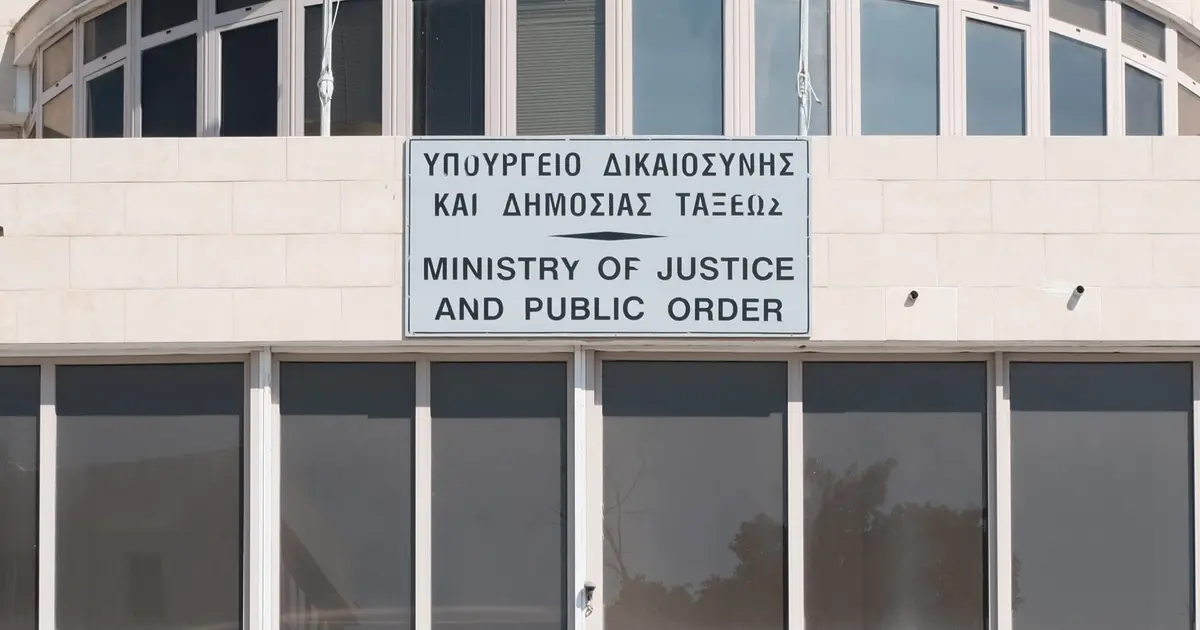 ΥΠΟΥΡΓΕΙΟ ΔΙΚΑΙΟΣΥΝΗΣ
ΚΑΙ ΔΗΜΟΣΙΑΣ ΤΑΞΕΩΣ
MINISTRY OF JUSTICE
AND PUBLIC ORDER